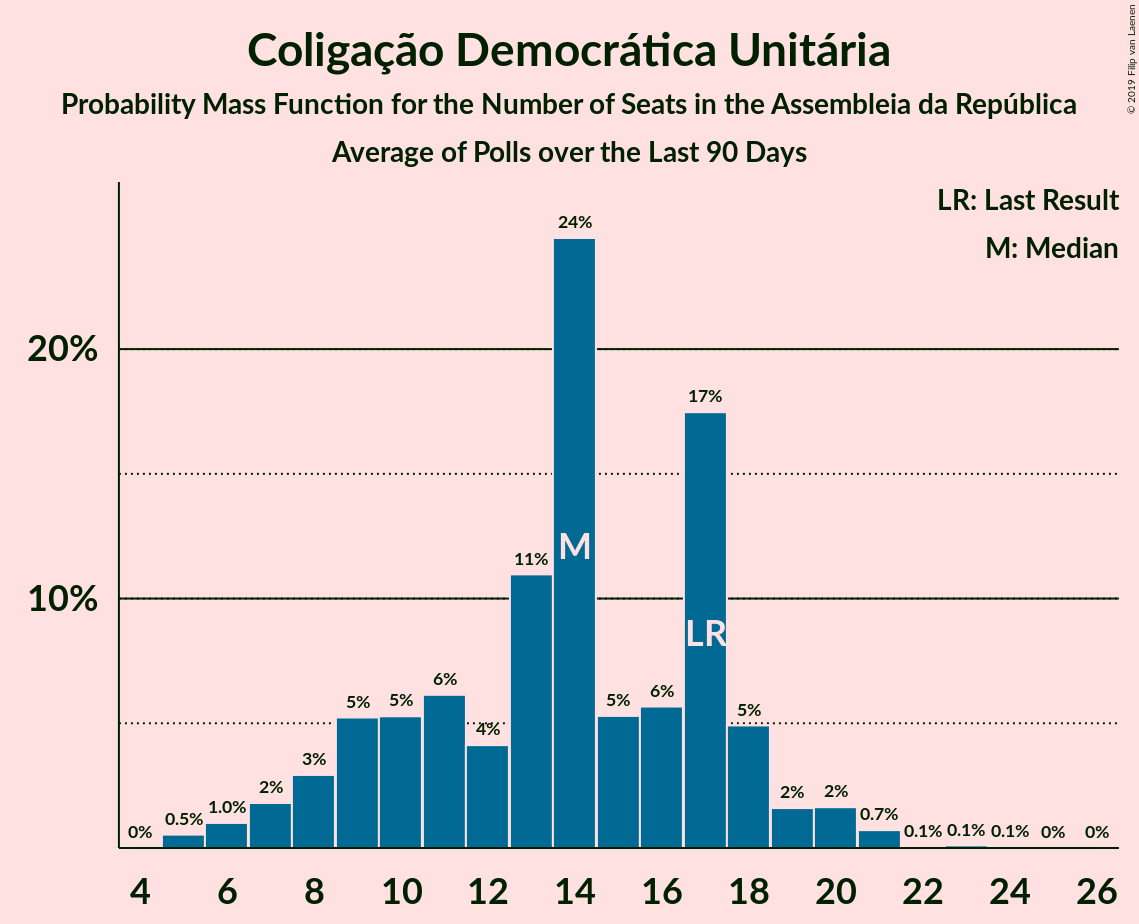 Coligação Democrática Unitária
Probability Mass Function for the Number of Seats in the Assembleia da República
Average of Polls over the Last 90 Days
© 2019 Filip van Laenen
LR: Last Result
M: Median
20%
10%
0%
0.5%
1.0%
2%
3%
5%
5%
6%
4%
11%
24%
5%
6%
17%
5%
2%
2%
0.7%
0.1%
0.1%
0.1%
0%
0%
M
LR
4 6 8 10 12 14 16 18 20 22 24 26